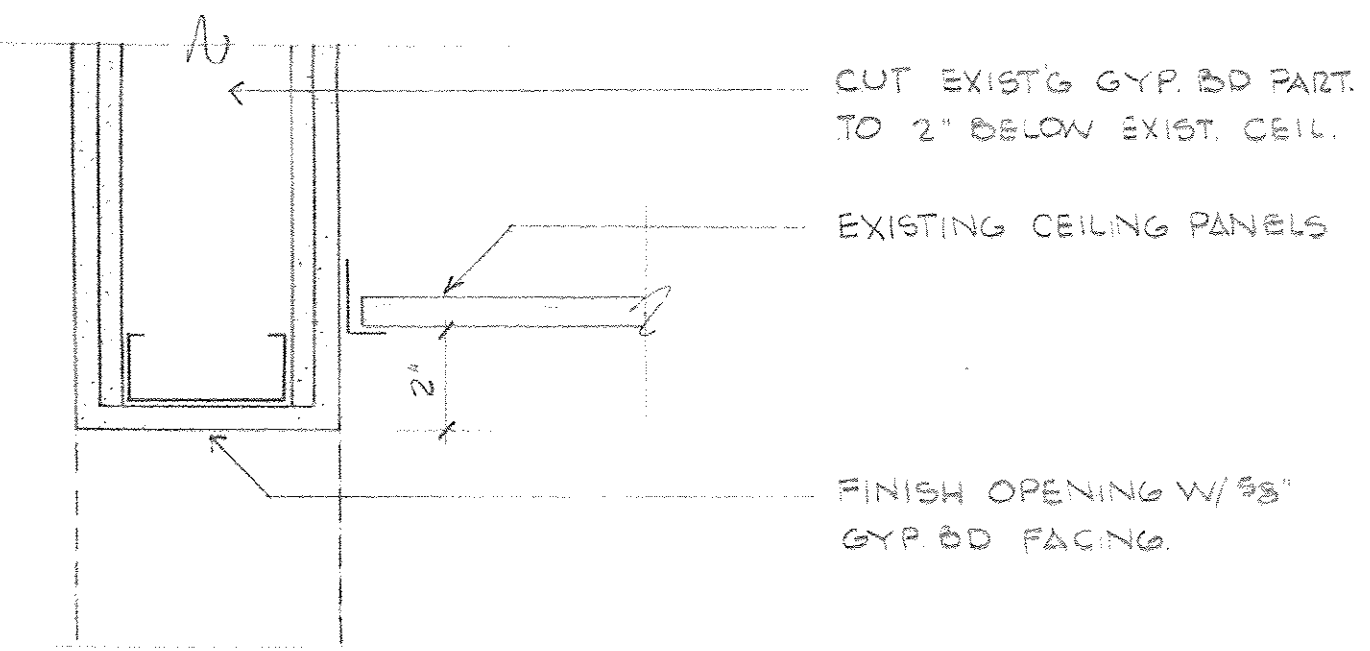 CUT EXIST'G GYP. BD PART.
TO 2" BELOW EXIST. CEIL.
EXISTING CEILING PANELS
2"
FINISH OPENING W/ 5/8"
GYP. BD FACING.